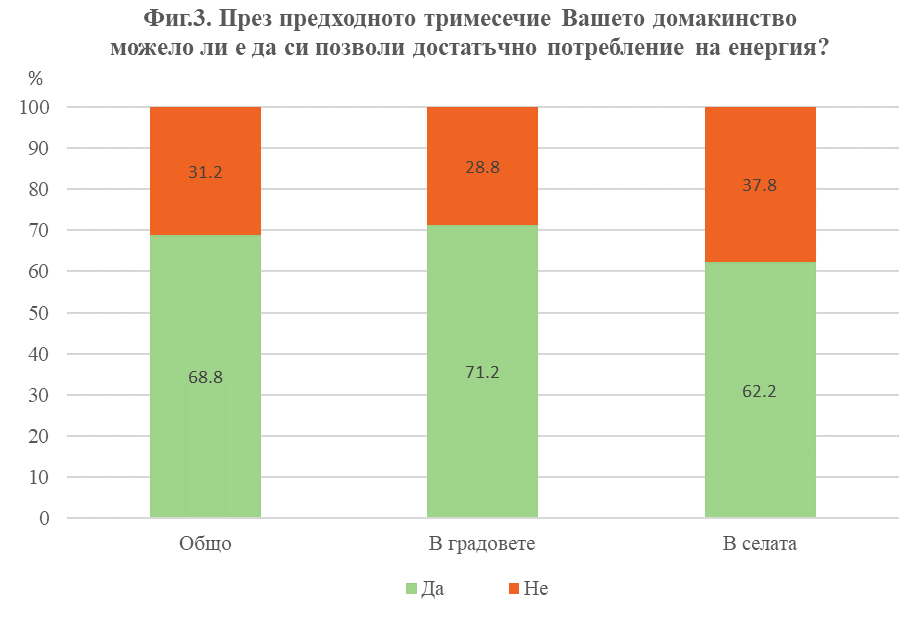 Фиг.3. През предходното тримесечие Вашето домакинство
можело ли е да си позволи достатъчно потребление на енергия?
%
100
90
80
70
60
50
40
30
20
10
0
31.2
28.8
37.8
68.8
71.2
62.2
Общо
В градовете
В селата
Да
Не